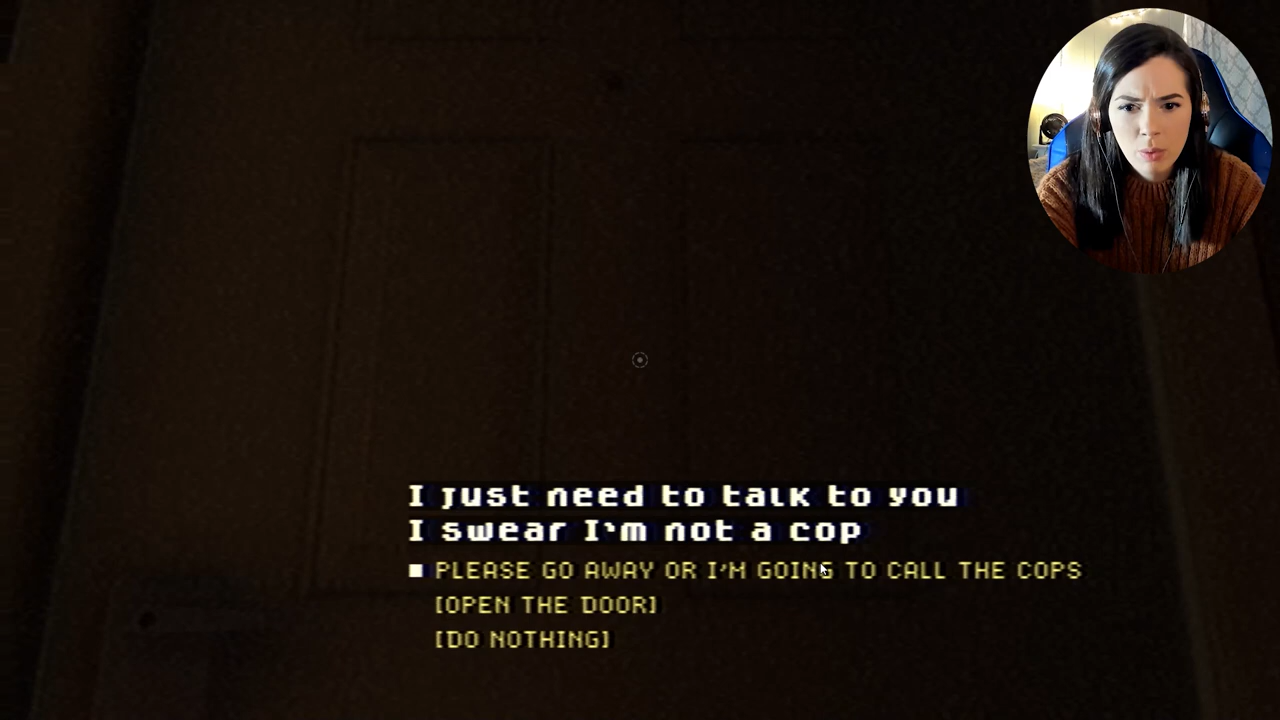 I just need to talk to you
I swear I'm not a cop
PLEASE GO AWAY OR I'M GOING TO CALL THE COPS
[OPEN THE DOOR]
[DO NOTHING]